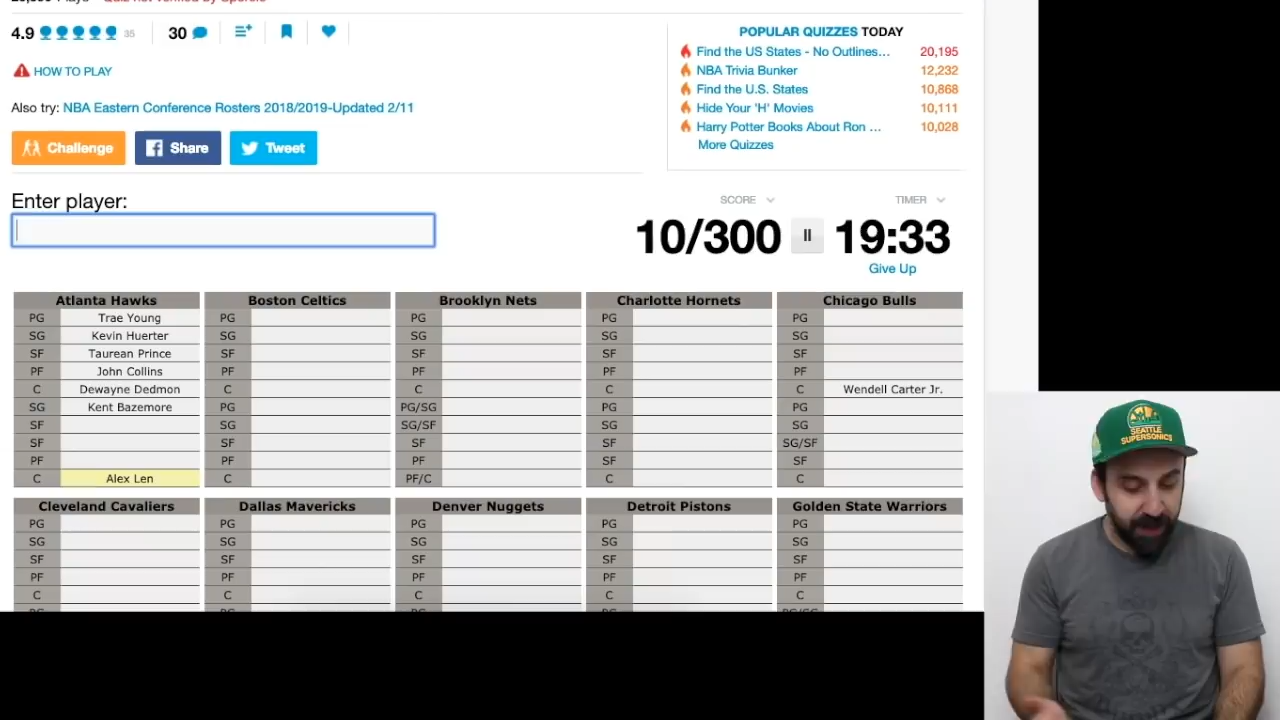 4.9 35 30
HOW TO PLAY
Also try: NBA Eastern Conference Rosters 2018/2019-Updated 2/11
Challenge Share Tweet
POPULAR QUIZZES TODAY
Find the US States - No Outlines... 20,195
NBA Trivia Bunker 12,232
Find the U.S. States 10,868
Hide Your 'H' Movies 10,111
Harry Potter Books About Ron ... 10,028
More Quizzes
Enter player:
SCORE TIMER
10/300 19:33
Give Up
Atlanta Hawks Boston Celtics Brooklyn Nets Charlotte Hornets Chicago Bulls
PG Trae Young PG PG PG PG
SG Kevin Huerter SG SG SG SG
SF Taurean Prince SF SF SF SF
PF John Collins PF PF PF PF
C Dewayne Dedmon C C C C Wendell Carter Jr.
SG Kent Bazemore PG PG/SG PG PG
SF SG SG/SF SG SG
SF SF SF SF SG/SF
PF PF PF SF PF
C Alex Len C PF/C C C
Cleveland Cavaliers Dallas Mavericks Denver Nuggets Detroit Pistons Golden State Warriors
PG PG PG PG PG
SG SG SG SG SG
SF SF SF SF SF
PF PF PF PF PF
C C C C C
SEATTLE
SUPERSONICS